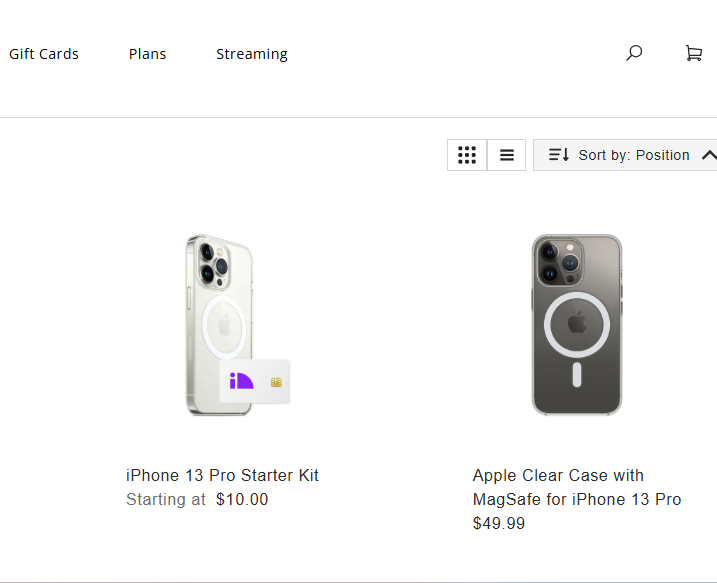 Gift Cards Plans Streaming
Sort by: Position
iPhone 13 Pro Starter Kit
Starting at $10.00
Apple Clear Case with
MagSafe for iPhone 13 Pro
$49.99